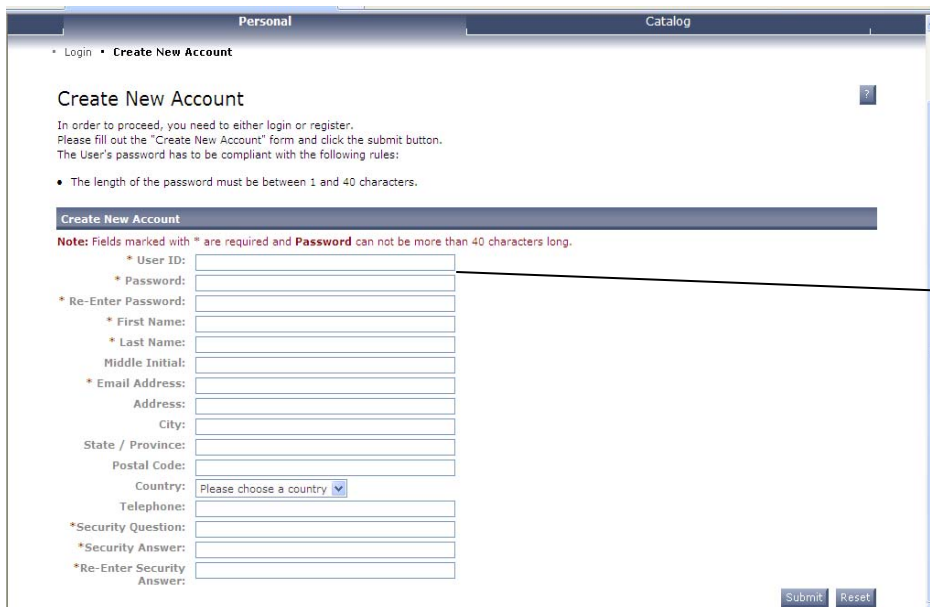 Personal Catalog
Login • Create New Account
Create New Account ?
In order to proceed, you need to either login or register.
Please fill out the "Create New Account" form and click the submit button.
The User's password has to be compliant with the following rules:
• The length of the password must be between 1 and 40 characters.
Create New Account
Note: Fields marked with * are required and Password can not be more than 40 characters long.
* User ID:
* Password:
* Re-Enter Password:
* First Name:
* Last Name:
Middle Initial:
* Email Address:
Address:
City:
State / Province:
Postal Code:
Country: Please choose a country
Telephone:
*Security Question:
*Security Answer:
*Re-Enter Security
Answer:
Submit Reset